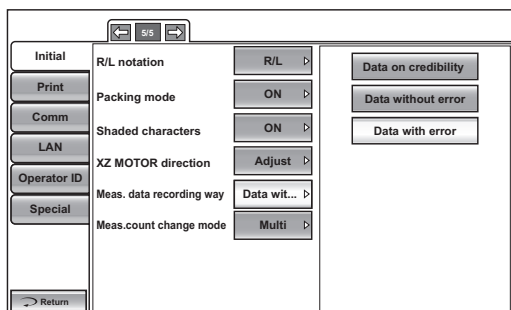 5/5
Initial
Print
Comm
LAN
Operator ID
Special
Return
R/L notation R/L
Packing mode ON
Shaded characters ON
XZ MOTOR direction Adjust
Meas. data recording way Data wit...
Meas.count change mode Multi
Data on credibility
Data without error
Data with error